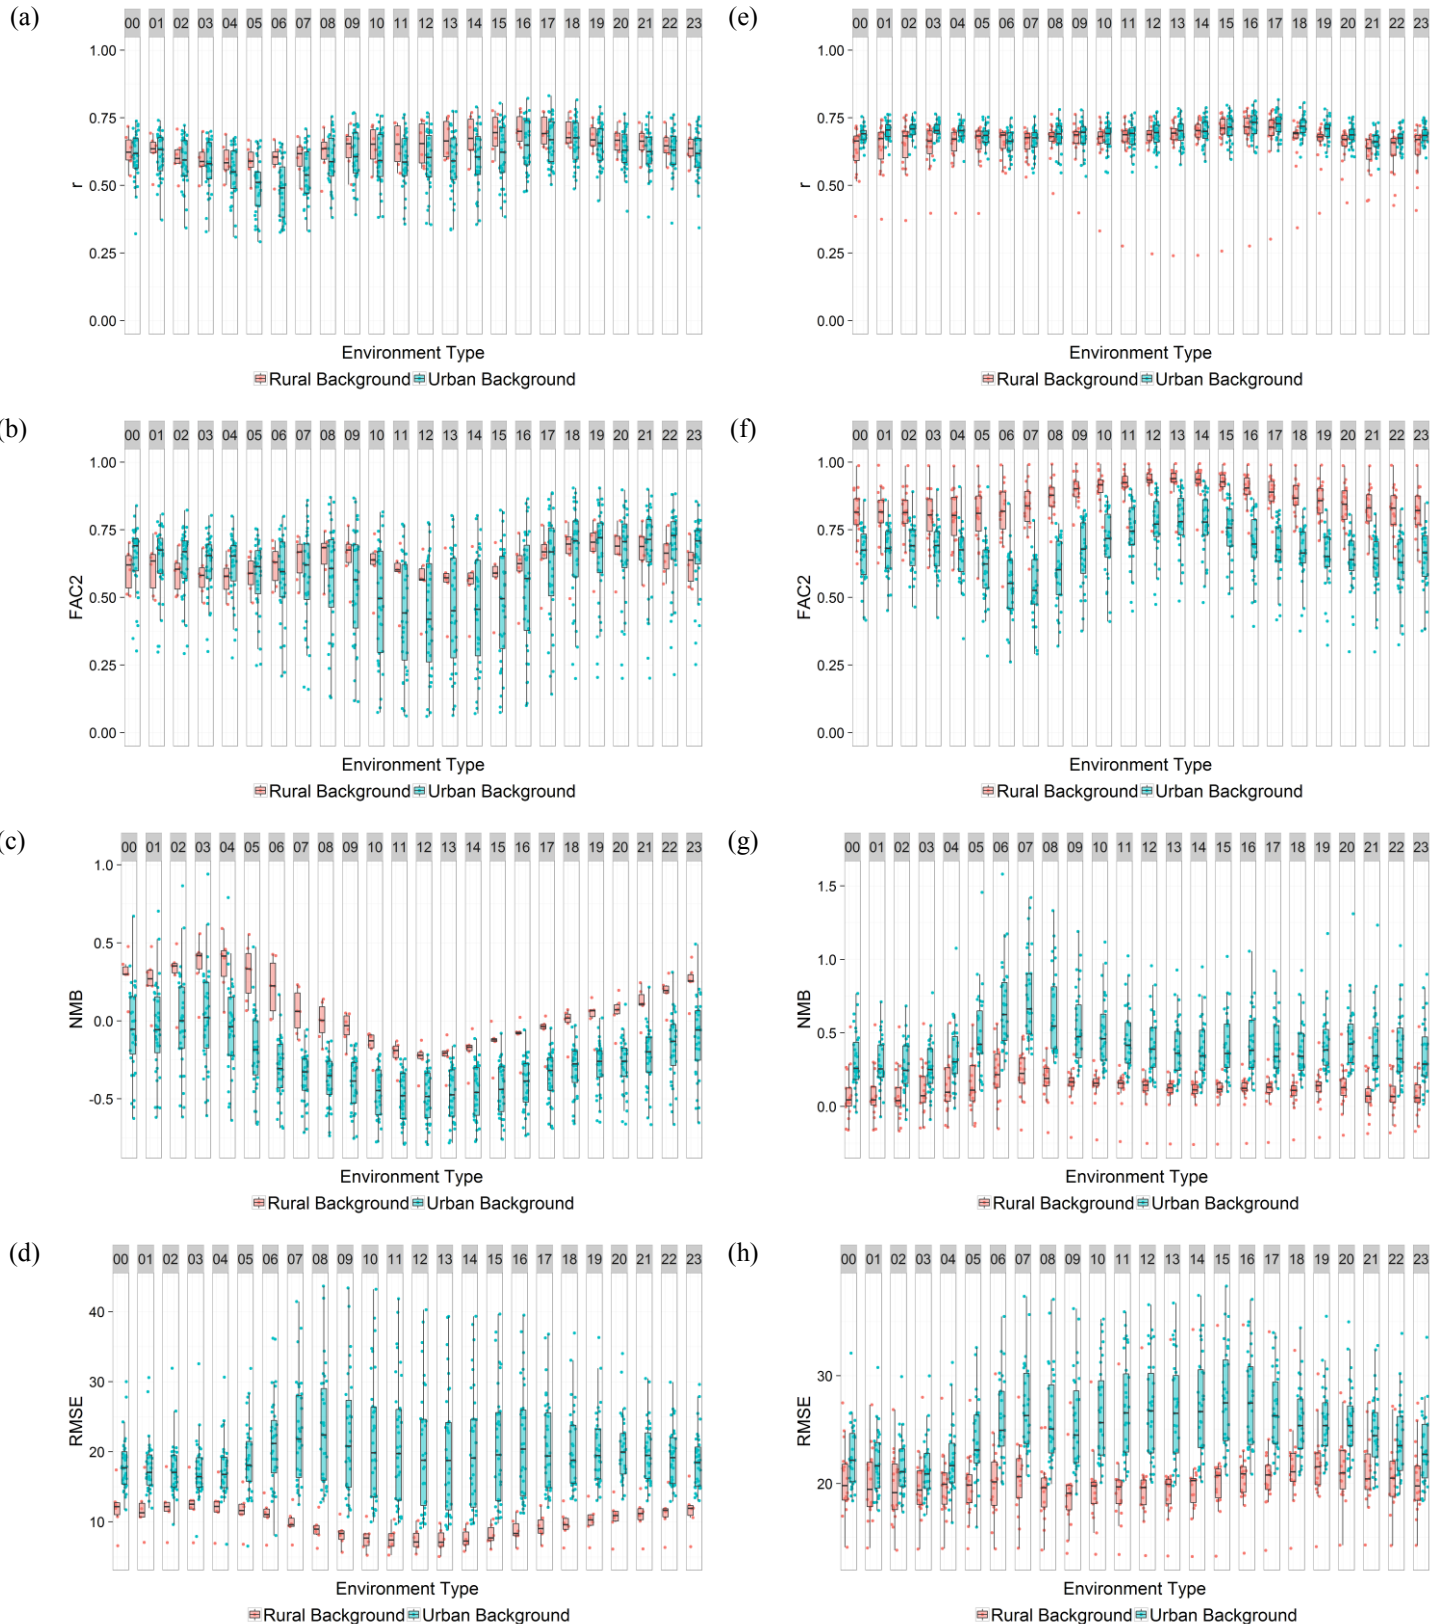 (a)
00 01 02 03 04 05 06 07 08 09 10 11 12 13 14 15 16 17 18 19 20 21 22 23
1.00
0.75
0.50
0.25
0.00
r
Environment Type
Rural Background Urban Background
(e)
00 01 02 03 04 05 06 07 08 09 10 11 12 13 14 15 16 17 18 19 20 21 22 23
1.00
0.75
0.50
0.25
0.00
r
Environment Type
Rural Background Urban Background
(b)
00 01 02 03 04 05 06 07 08 09 10 11 12 13 14 15 16 17 18 19 20 21 22 23
1.00
0.75
0.50
0.25
0.00
FAC2
Environment Type
Rural Background Urban Background
(f)
00 01 02 03 04 05 06 07 08 09 10 11 12 13 14 15 16 17 18 19 20 21 22 23
1.00
0.75
0.50
0.25
0.00
FAC2
Environment Type
Rural Background Urban Background
(c)
00 01 02 03 04 05 06 07 08 09 10 11 12 13 14 15 16 17 18 19 20 21 22 23
1.0
0.5
0.0
-0.5
NMB
Environment Type
Rural Background Urban Background
(g)
00 01 02 03 04 05 06 07 08 09 10 11 12 13 14 15 16 17 18 19 20 21 22 23
1.5
1.0
0.5
0.0
NMB
Environment Type
Rural Background Urban Background
(d)
00 01 02 03 04 05 06 07 08 09 10 11 12 13 14 15 16 17 18 19 20 21 22 23
40
30
20
10
RMSE
Environment Type
Rural Background Urban Background
(h)
00 01 02 03 04 05 06 07 08 09 10 11 12 13 14 15 16 17 18 19 20 21 22 23
30
20
RMSE
Environment Type
Rural Background Urban Background